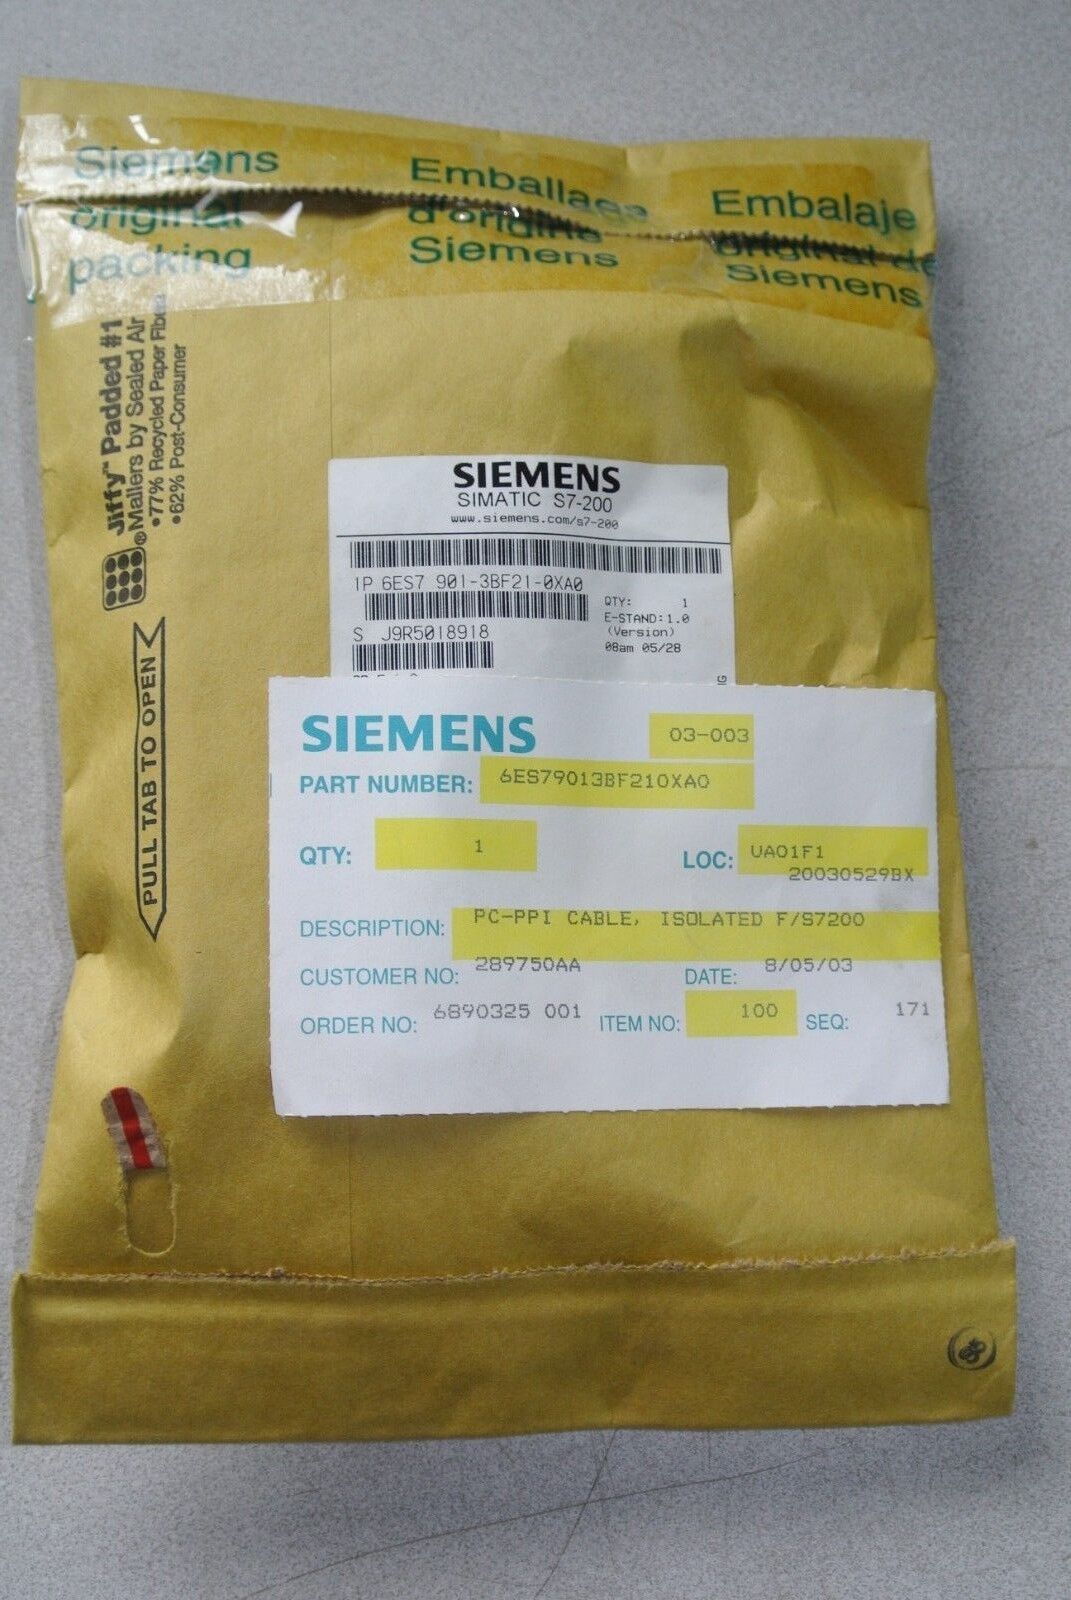 Siemens
original
packing
Emballage
d'origine
Siemens
Embalaje
original de
Siemens
Jiffy™ Padded #1
®Mailers by Sealed Air
•77% Recycled Paper Fibers
•62% Post-Consumer
PULL TAB TO OPEN
SIEMENS
SIMATIC S7-200
www.siemens.com/s7-200
1P 6ES7 901-3BF21-0XA0
S J9R5018918
QTY: 1
E-STAND:1.0
(Version)
08am 05/28
SIEMENS
03-003
PART NUMBER: 6ES79013BF210XA0
QTY: 1
LOC: UA01F1
20030529BX
DESCRIPTION: PC-PPI CABLE, ISOLATED F/S7200
CUSTOMER NO: 289750AA
DATE: 8/05/03
ORDER NO: 6890325 001
ITEM NO: 100
SEQ: 171